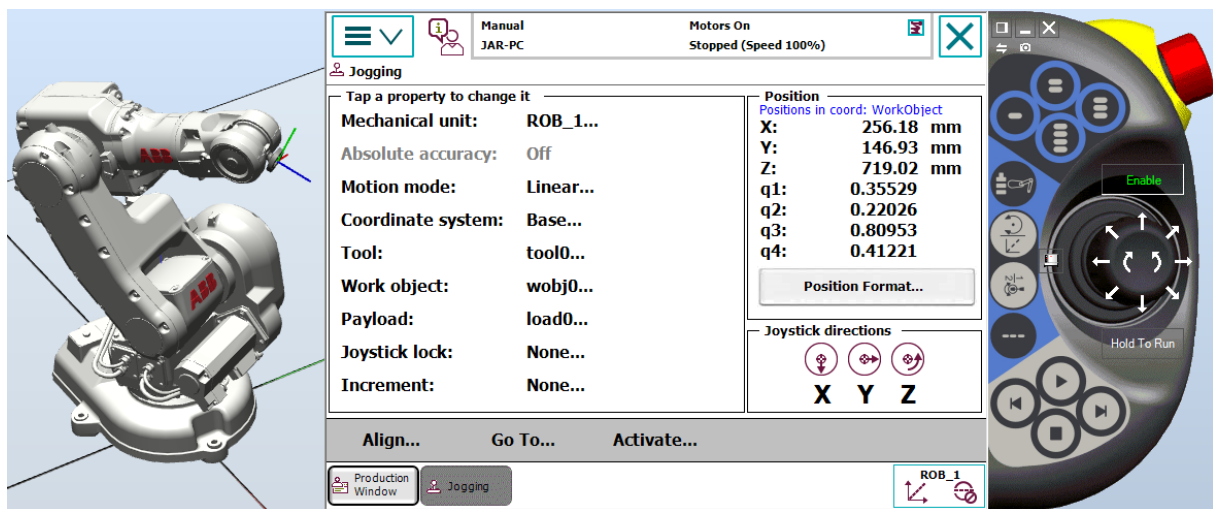 ABB
ABB
Manual
JAR-PC
Motors On
Stopped (Speed 100%)
Jogging
Tap a property to change it
Mechanical unit: ROB_1...
Absolute accuracy: Off
Motion mode: Linear...
Coordinate system: Base...
Tool: tool0...
Work object: wobj0...
Payload: load0...
Joystick lock: None...
Increment: None...
Position
Positions in coord: WorkObject
X: 256.18 mm
Y: 146.93 mm
Z: 719.02 mm
q1: 0.35529
q2: 0.22026
q3: 0.80953
q4: 0.41221
Position Format...
Joystick directions
X Y Z
Align... Go To... Activate...
Production
Window
Jogging
ROB_1
Enable
Hold To Run